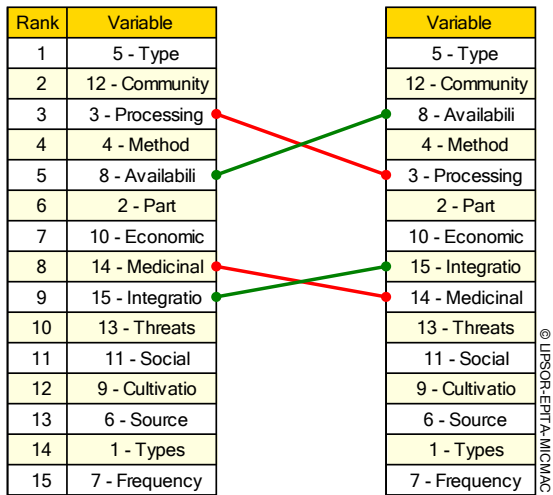 Rank Variable Variable
1 5 - Type 5 - Type
2 12 - Community 12 - Community
3 3 - Processing 8 - Availabili
4 4 - Method 4 - Method
5 8 - Availabili 3 - Processing
6 2 - Part 2 - Part
7 10 - Economic 10 - Economic
8 14 - Medicinal 15 - Integratio
9 15 - Integratio 14 - Medicinal
10 13 - Threats 13 - Threats
11 11 - Social 11 - Social
12 9 - Cultivatio 9 - Cultivatio
13 6 - Source 6 - Source
14 1 - Types 1 - Types
15 7 - Frequency 7 - Frequency
© LIPSOR-EPITA-MICMAC